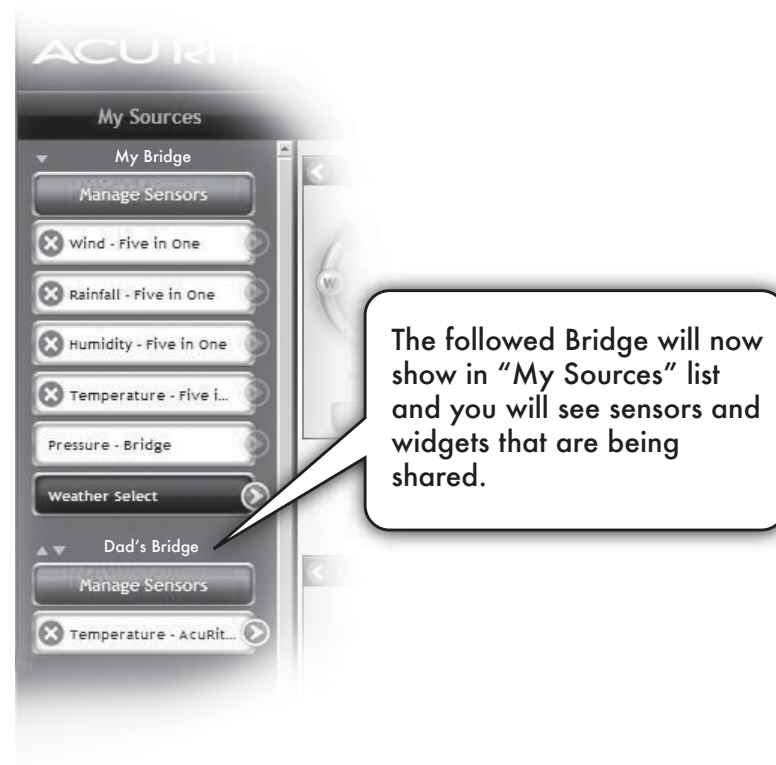 ACURITE
My Sources
My Bridge
Manage Sensors
Wind - Five in One
Rainfall - Five in One
Humidity - Five in One
Temperature - Five i...
Pressure - Bridge
Weather Select
Dad's Bridge
Manage Sensors
Temperature - AcuRit...
W
The followed Bridge will now
show in “My Sources” list
and you will see sensors and
widgets that are being
shared.